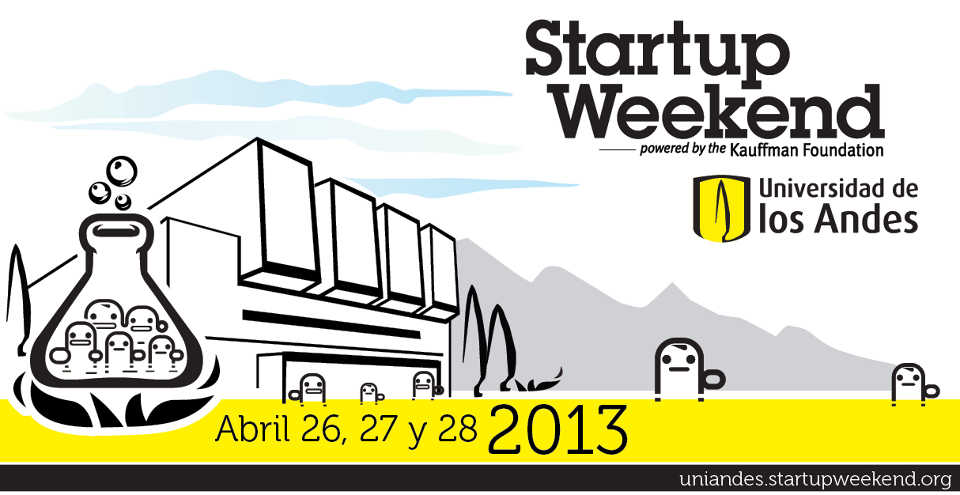 Startup
Weekend
powered by the Kauffman Foundation
Universidad de
los Andes
Abril 26, 27 y 28 2013
uniandes.startupweekend.org